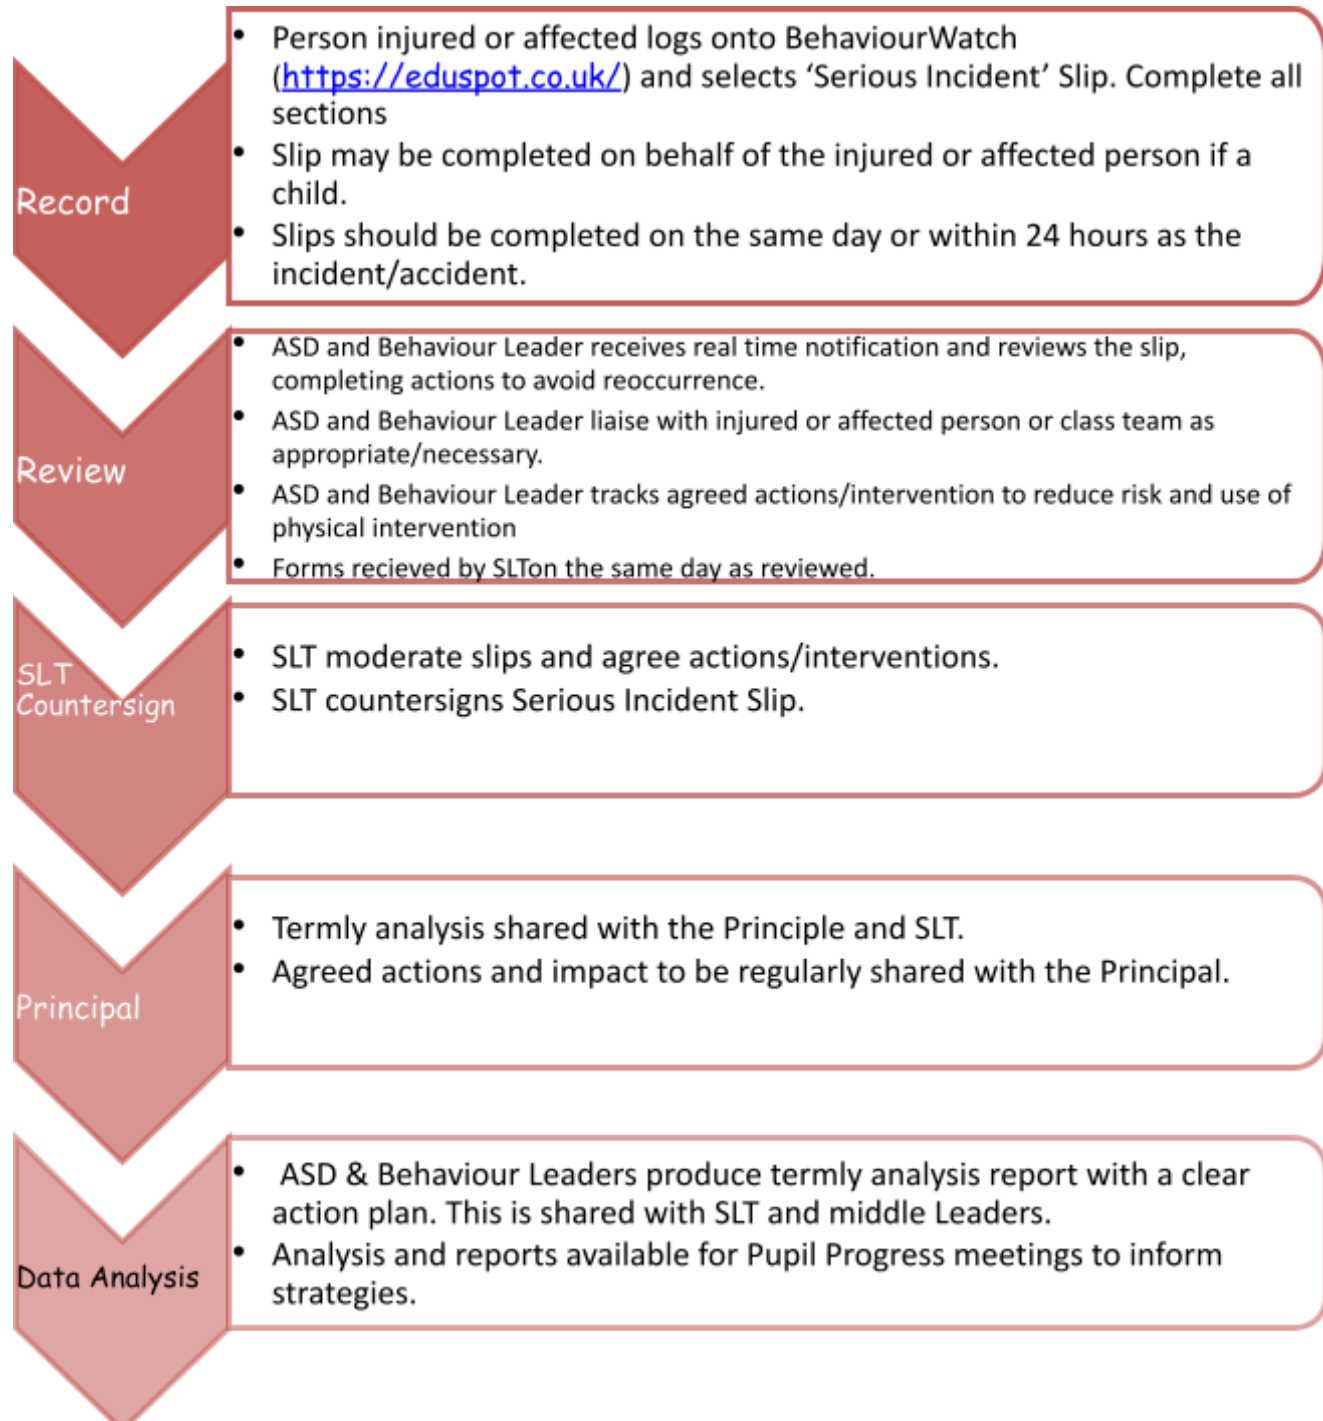 Record
• Person injured or affected logs onto BehaviourWatch
(https://eduspot.co.uk/) and selects ‘Serious Incident’ Slip. Complete all
sections
• Slip may be completed on behalf of the injured or affected person if a
child.
• Slips should be completed on the same day or within 24 hours as the
incident/accident.
Review
• ASD and Behaviour Leader receives real time notification and reviews the slip,
completing actions to avoid reoccurrence.
• ASD and Behaviour Leader liaise with injured or affected person or class team as
appropriate/necessary.
• ASD and Behaviour Leader tracks agreed actions/intervention to reduce risk and use of
physical intervention
• Forms recieved by SLTon the same day as reviewed.
SLT
Countersign
• SLT moderate slips and agree actions/interventions.
• SLT countersigns Serious Incident Slip.
Principal
• Termly analysis shared with the Principle and SLT.
• Agreed actions and impact to be regularly shared with the Principal.
Data Analysis
• ASD & Behaviour Leaders produce termly analysis report with a clear
action plan. This is shared with SLT and middle Leaders.
• Analysis and reports available for Pupil Progress meetings to inform
strategies.